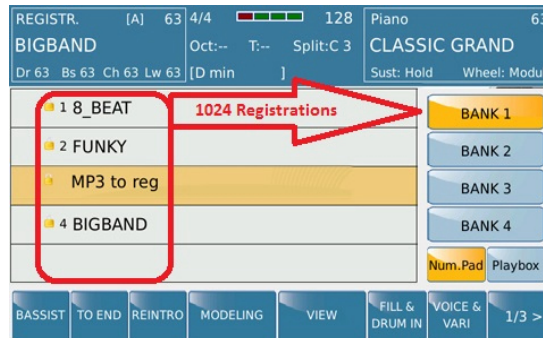 REGISTR. [A] 63 4/4 128 Piano 63
BIGBAND Oct:-- T:-- Split:C 3 CLASSIC GRAND
Dr 63 Bs 63 Ch 63 Lw 63 [D min ] Sust: Hold Wheel: Modu
1 8_BEAT
1024 Registrations
BANK 1
2 FUNKY
BANK 2
MP3 to reg
BANK 3
4 BIGBAND
BANK 4
Num.Pad Playbox
BASSIST TO END REINTRO MODELING VIEW FILL & DRUM IN VOICE & VARI 1/3 >